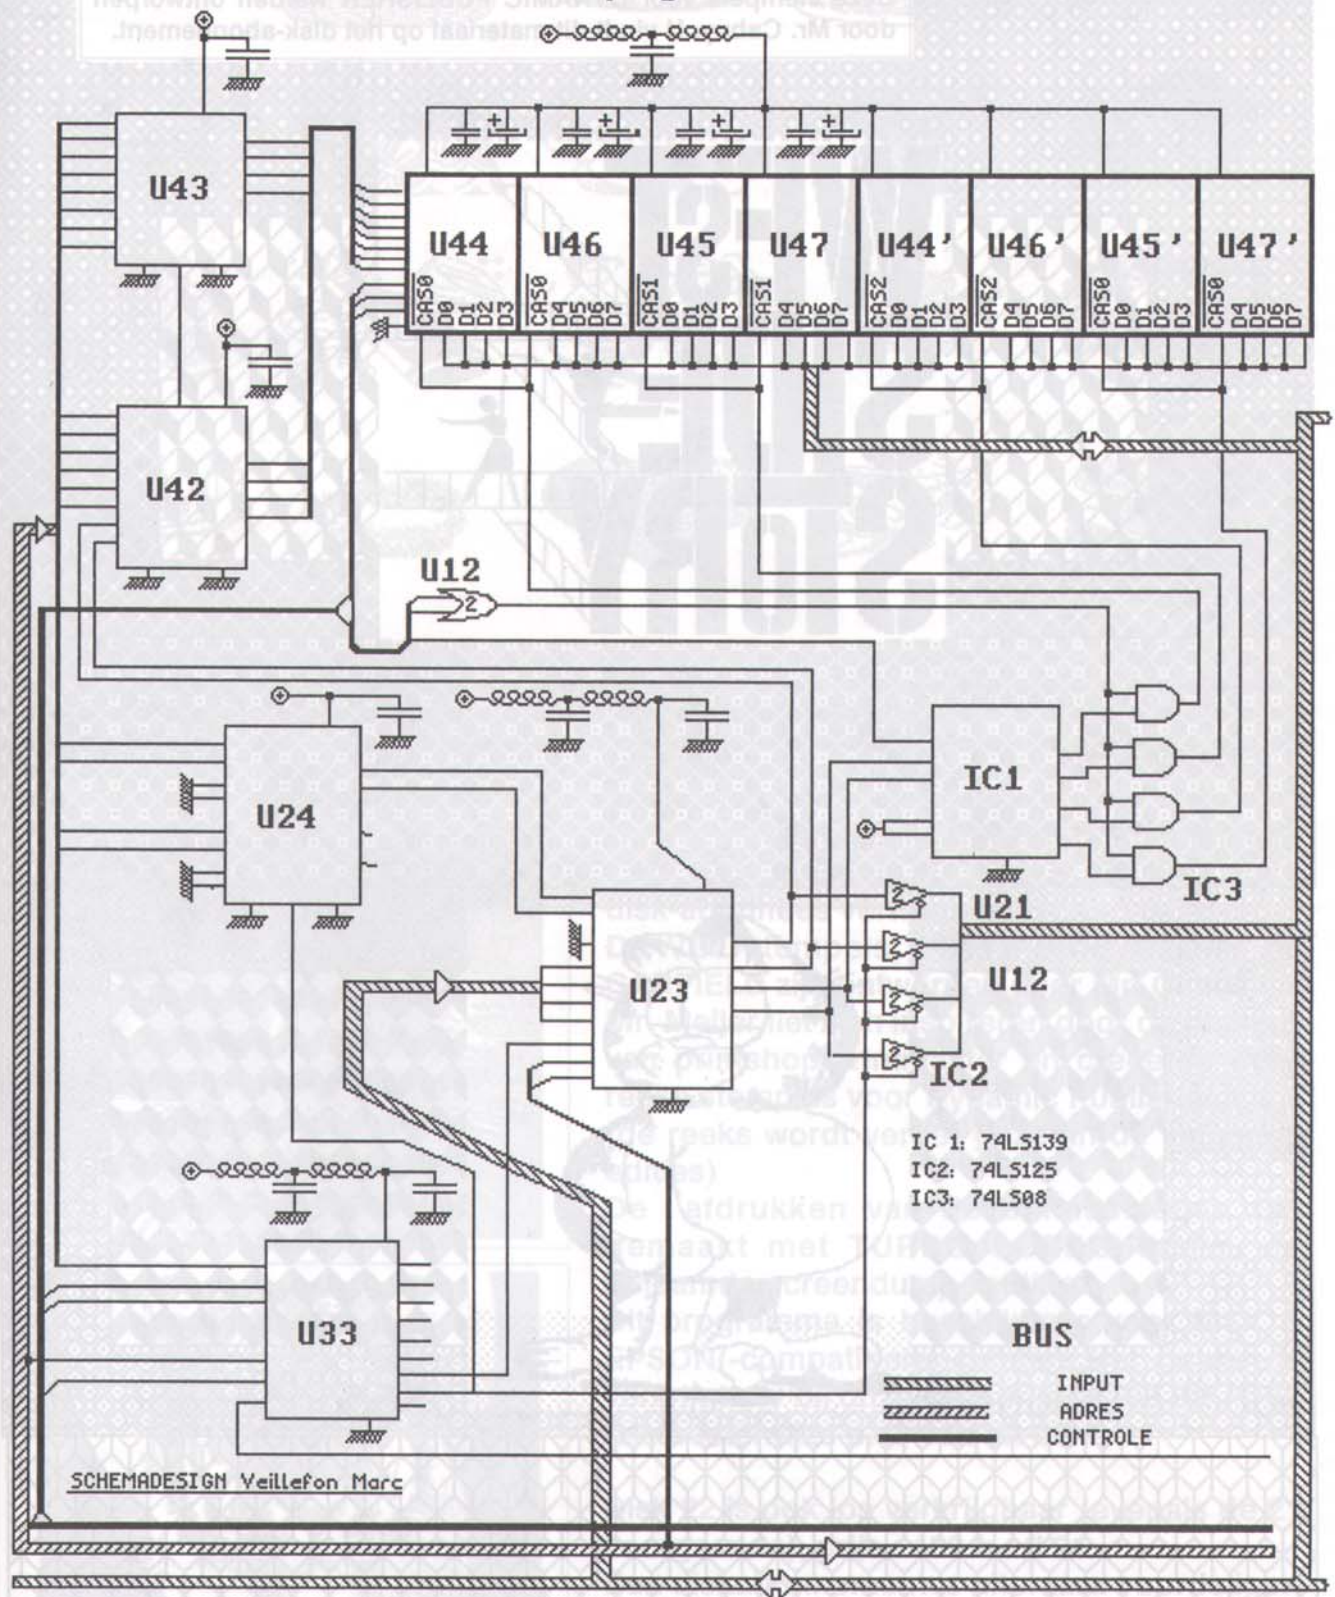 door Mr. materiaal op het disk-abonnement.
U43
U44 U46 U45 U47 U44' U46' U45' U47'
CAS0 D0 D1 D2 D3 CAS0 D4 D5 D6 D7 CAS1 D0 D1 D2 D3 CAS1 D4 D5 D6 D7 CAS2 D0 D1 D2 D3 CAS2 D4 D5 D6 D7 CAS0 D0 D1 D2 D3 CAS0 D4 D5 D6 D7
U42
U12
2
IC1
U24
IC3
2
U21
2
U23
U12
2
2
IC2
IC 1: 74LS139
IC2: 74LS125
IC3: 74LS08
U33
BUS
INPUT
ADRES
CONTROLE
SCHEMADESIGN Veillefon Marc